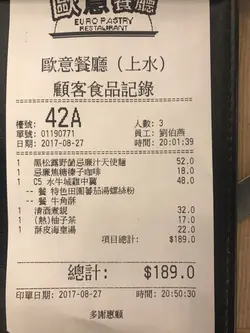 歐意餐廳
EURO PASTRY
RESTAURANT
歐意餐廳 (上水)
顧客食品記錄
檯號: 42A 人數: 3
單號: 01190771 員工: 劉伯燕
日期: 2017-08-27 時間: 20:01:39
1 黑松露野菌忌廉汁天使麵 52.0
1 忌廉焦糖榛子咖啡 18.0
1 C5 水牛城雞中翼 48.0
-- 餐 特色田園蕃茄湯螺絲粉
-- 餐 牛角酥
1 清酒煮蜆 32.0
1 (熱)柚子茶 17.0
1 酥皮海皇湯 22.0
項目總計: $189.0
總計: $189.0
印單日期: 2017-08-27 時間: 20:50:30
多謝惠顧